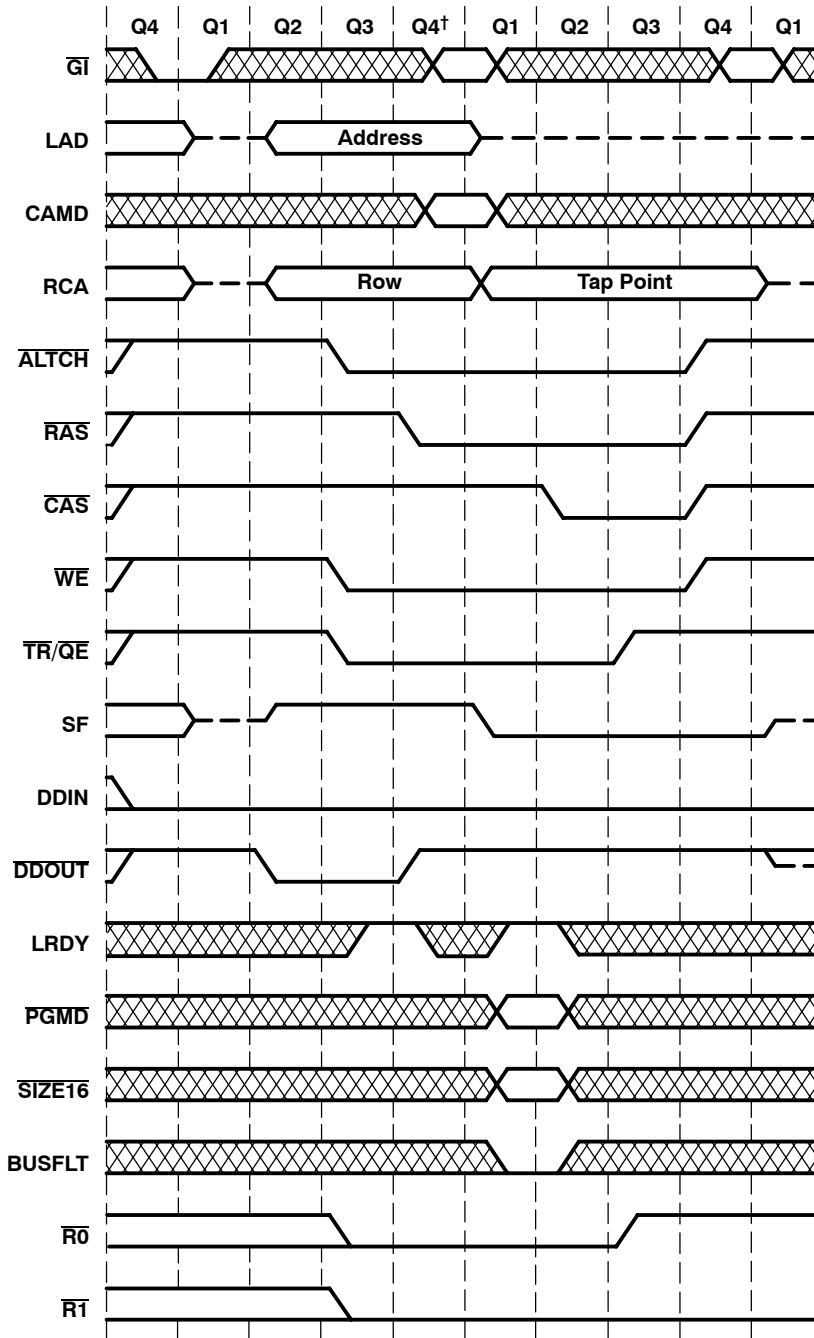 Q4 Q1 Q2 Q3 Q4† Q1 Q2 Q3 Q4 Q1
GI
LAD Address
CAMD
RCA Row Tap Point
ALTCH
RAS
CAS
WE
TR/QE
SF
DDIN
DDOUT
LRDY
PGMD
SIZE16
BUSFLT
R0
R1